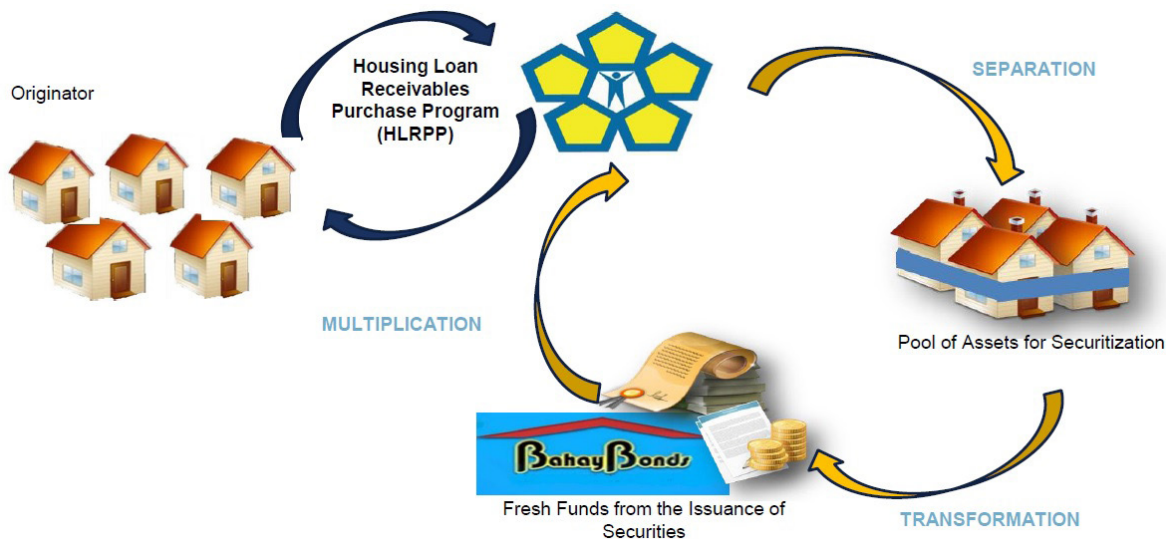 Originator
Housing Loan
Receivables
Purchase Program
(HLRPP)
SEPARATION
MULTIPLICATION
Pool of Assets for Securitization
BahayBonds
Fresh Funds from the Issuance of
Securities
TRANSFORMATION